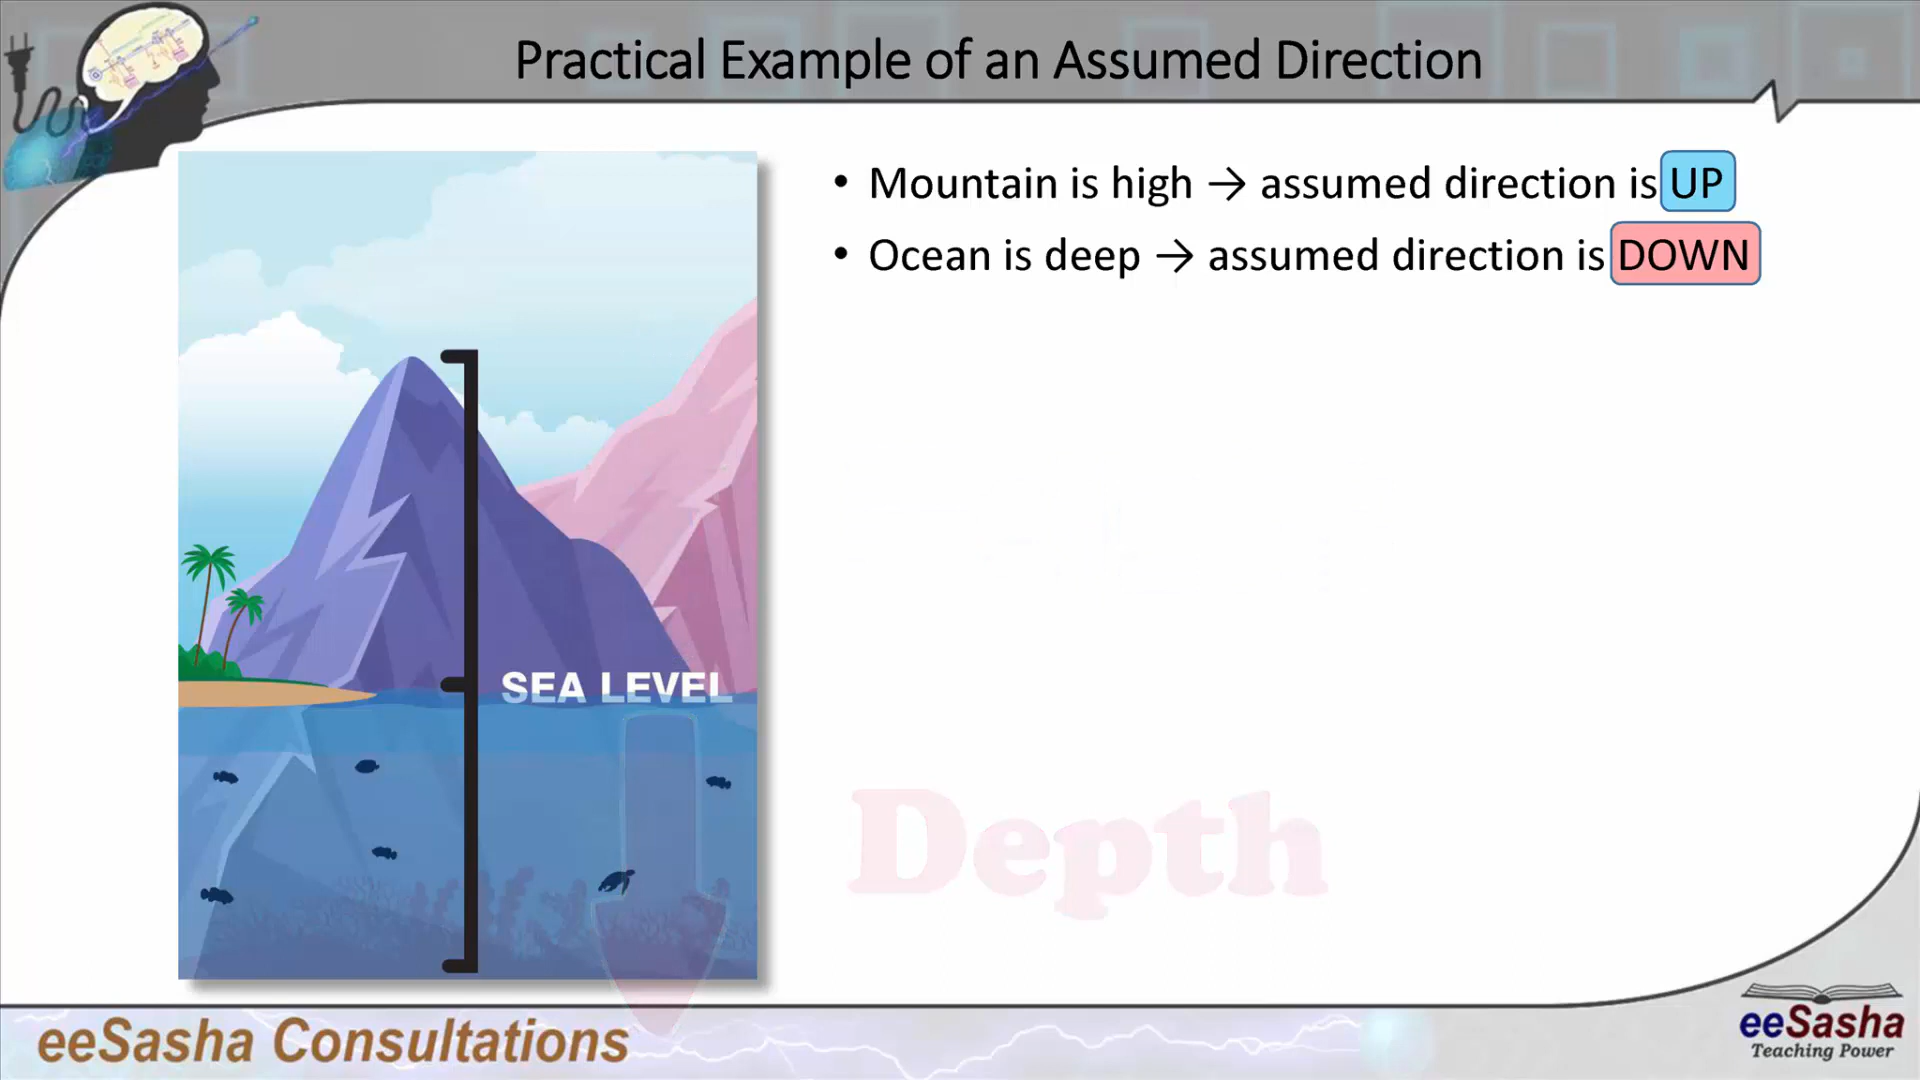 Practical Example of an Assumed Direction
• Mountain is high → assumed direction is UP
• Ocean is deep → assumed direction is DOWN
SEA LEVEL
Depth
eeSasha Consultations
eeSasha
Teaching Power